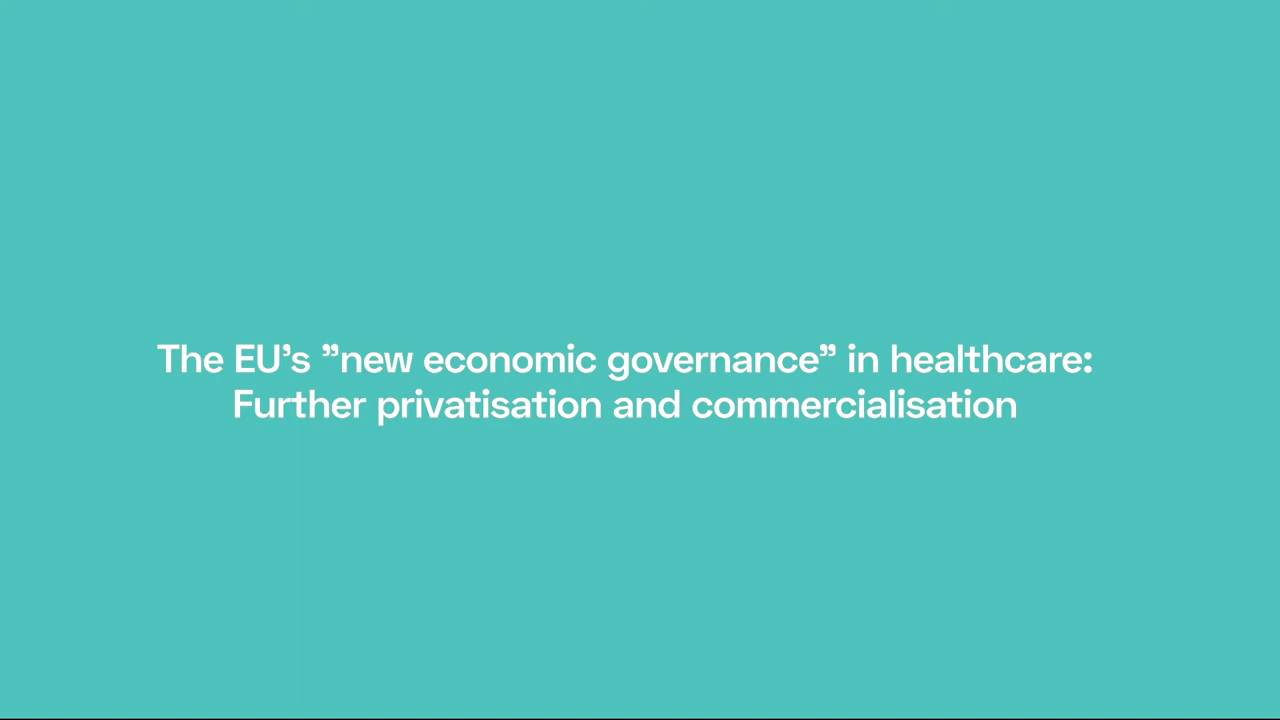 The EU’s ”new economic governance” in healthcare:
Further privatisation and commercialisation